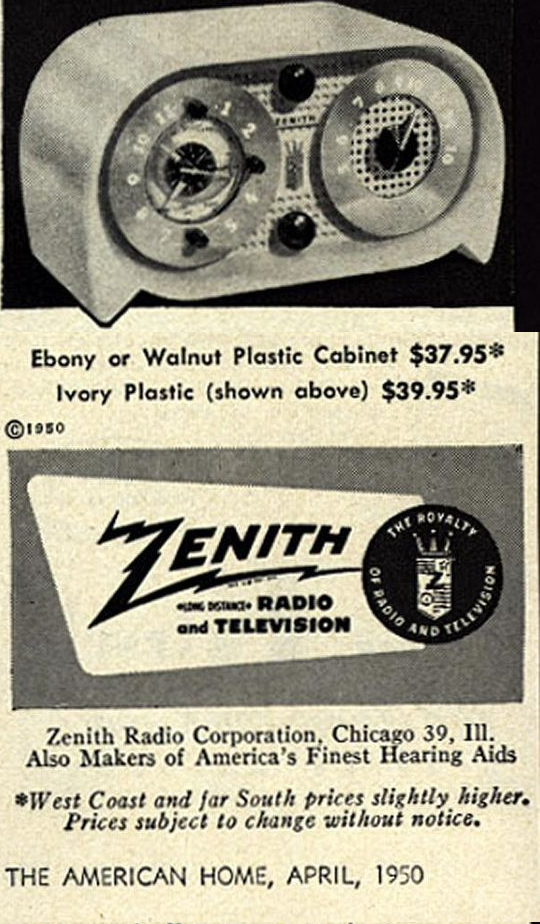 ZENITH
Ebony or Walnut Plastic Cabinet $37.95*
Ivory Plastic (shown above) $39.95*
©1950
ZENITH
THE ROYALTY
OF RADIO AND TELEVISION
Z
•LONG DISTANCE• RADIO
and TELEVISION
Zenith Radio Corporation, Chicago 39, Ill.
Also Makers of America's Finest Hearing Aids
*West Coast and far South prices slightly higher.
Prices subject to change without notice.
THE AMERICAN HOME, APRIL, 1950